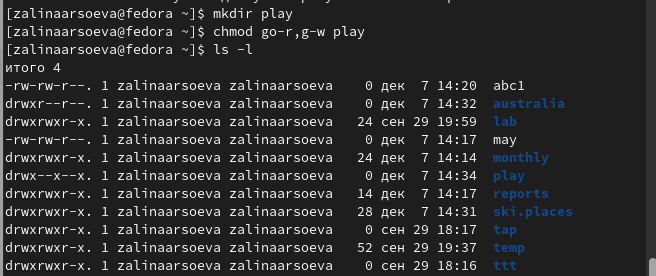 [zalinaarsoeva@fedora ~]$ mkdir play
[zalinaarsoeva@fedora ~]$ chmod go-r,g-w play
[zalinaarsoeva@fedora ~]$ ls -l
итого 4
-rw-rw-r--. 1 zalinaarsoeva zalinaarsoeva 0 дек 7 14:20 abc1
drwxr--r--. 1 zalinaarsoeva zalinaarsoeva 0 дек 7 14:32 australia
drwxrwxr-x. 1 zalinaarsoeva zalinaarsoeva 24 сен 29 19:59 lab
-rw-rw-r--. 1 zalinaarsoeva zalinaarsoeva 0 дек 7 14:17 may
drwxrwxr-x. 1 zalinaarsoeva zalinaarsoeva 24 дек 7 14:14 monthly
drwx--x--x. 1 zalinaarsoeva zalinaarsoeva 0 дек 7 14:34 play
drwxrwxr-x. 1 zalinaarsoeva zalinaarsoeva 14 дек 7 14:17 reports
drwxrwxr-x. 1 zalinaarsoeva zalinaarsoeva 28 дек 7 14:31 ski.places
drwxrwxr-x. 1 zalinaarsoeva zalinaarsoeva 0 сен 29 18:17 tap
drwxrwxr-x. 1 zalinaarsoeva zalinaarsoeva 52 сен 29 19:37 temp
drwxrwxr-x. 1 zalinaarsoeva zalinaarsoeva 0 сен 29 18:16 ttt